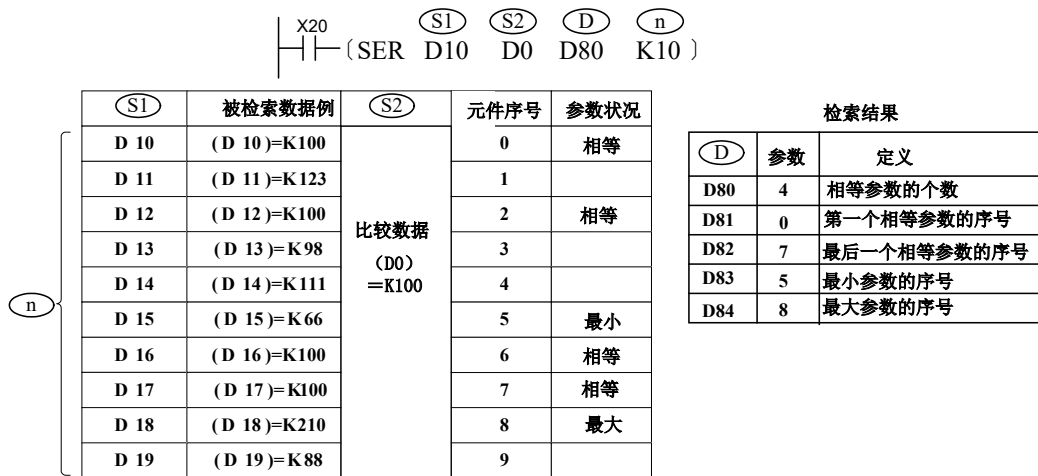 S1 S2 D n
X20
〔SER D10 D0 D80 K10〕
S1 被检索数据例 S2 元件序号 参数状况
D 10 (D 10)=K100 0 相等
D 11 (D 11)=K123 1
D 12 (D 12)=K100 2 相等
D 13 (D 13)=K98 3
D 14 (D 14)=K111 4
D 15 (D 15)=K66 5 最小
D 16 (D 16)=K100 6 相等
D 17 (D 17)=K100 7 相等
D 18 (D 18)=K210 8 最大
D 19 (D 19)=K88 9
比较数据
(D0)
=K100
n
检索结果
D 参数 定义
D80 4 相等参数的个数
D81 0 第一个相等参数的序号
D82 7 最后一个相等参数的序号
D83 5 最小参数的序号
D84 8 最大参数的序号